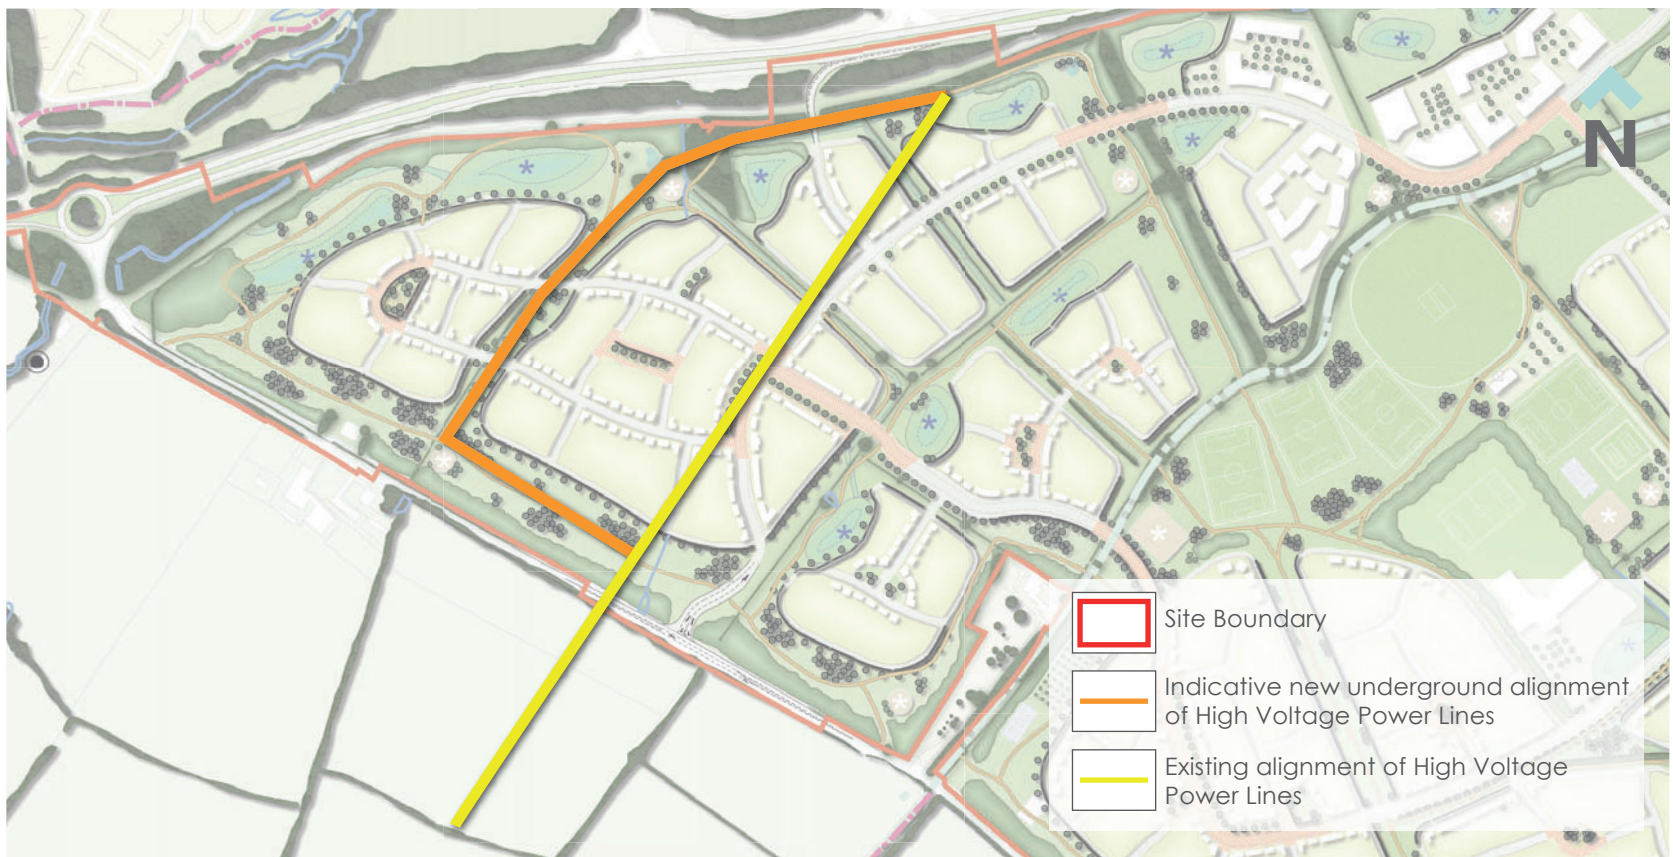 N
Site Boundary
Indicative new underground alignment
of High Voltage Power Lines
Existing alignment of High Voltage
Power Lines